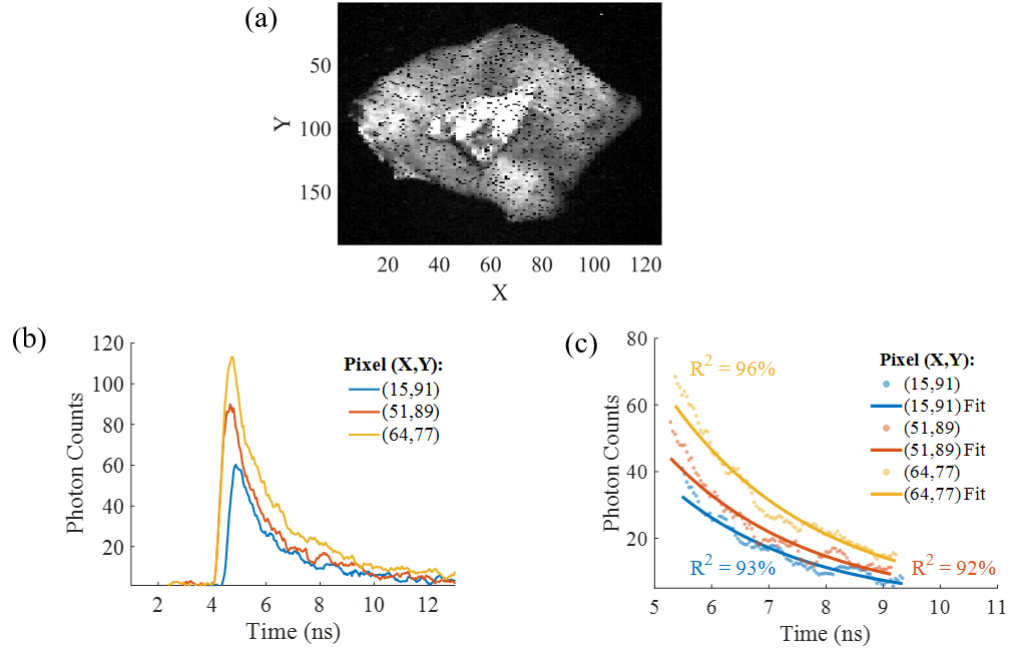 (a)
50
100
150
Y
20 40 60 80 100 120
X
(b)
120
100
80
60
40
20
Photon Counts
2 4 6 8 10 12
Time (ns)
Pixel (X,Y):
(15,91)
(51,89)
(64,77)
(c)
80
60
40
20
Photon Counts
5 6 7 8 9 10 11
Time (ns)
R² = 96%
R² = 93%
R² = 92%
Pixel (X,Y):
(15,91)
(15,91) Fit
(51,89)
(51,89) Fit
(64,77)
(64,77) Fit